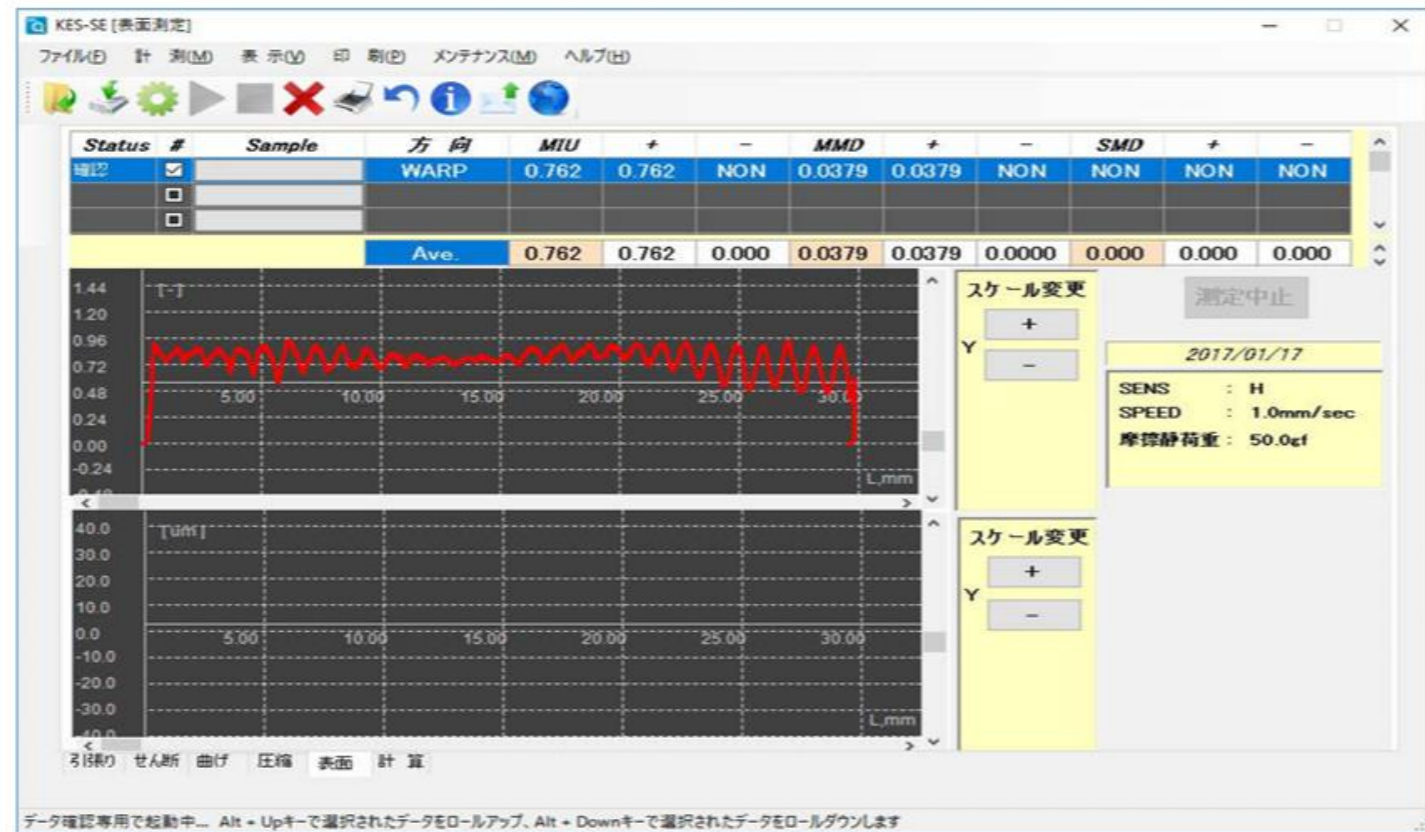 KES-SE [表面測定]
ファイル(F) 計 測(M) 表 示(V) 印 刷(P) メンテナンス(M) ヘルプ(H)
Status # Sample 方 向 MIU + - MMD + - SMD + -
確認 WARP 0.762 0.762 NON 0.0379 0.0379 NON NON NON NON
Ave. 0.762 0.762 0.000 0.0379 0.0379 0.0000 0.000 0.000 0.000
[-]
1.44
1.20
0.96
0.72
0.48
0.24
0.00
-0.24
5.00 10.00 15.00 20.00 25.00 30.00
L,mm
スケール変更
+
Y
-
測定中止
2017/01/17
SENS : H
SPEED : 1.0mm/sec
摩擦静荷重 : 50.0gf
[um]
40.0
30.0
20.0
10.0
0.0
-10.0
-20.0
-30.0
-40.0
5.00 10.00 15.00 20.00 25.00 30.00
L,mm
スケール変更
+
Y
-
引張り せん断 曲げ 圧縮 表面 計 算
データ確認専用で起動中... Alt + Upキーで選択されたデータをロールアップ、Alt + Downキーで選択されたデータをロールダウンします